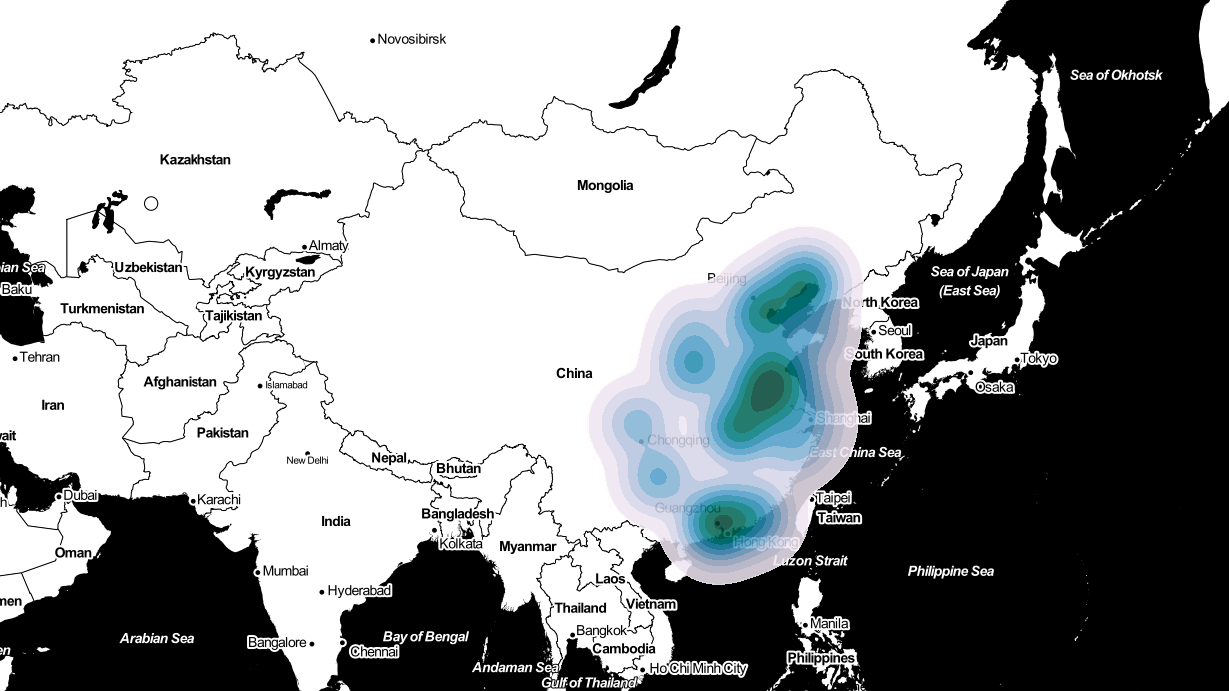 Novosibirsk
Sea of Okhotsk
Kazakhstan
Mongolia
Almaty
Uzbekistan
Kyrgyzstan
ian Sea
Baku
Beijing
Sea of Japan
(East Sea)
Turkmenistan
Tajikistan
North Korea
Seoul
Japan
Tehran
South Korea
Tokyo
China
Afghanistan
Islamabad
Osaka
Iran
Shanghai
Pakistan
Chongqing
wait
New Delhi
Nepal
Bhutan
East China Sea
Dubai
Karachi
Taipei
Guangzhou
Taiwan
Bangladesh
India
Kolkata
Hong Kong
Oman
Myanmar
Luzon Strait
Mumbai
Laos
Philippine Sea
Hyderabad
men
Thailand
Vietnam
Manila
Arabian Sea
Bay of Bengal
Bangkok
Bangalore
Chennai
Cambodia
en
Philippines
Andaman Sea
Ho Chi Minh City
Gulf of Thailand